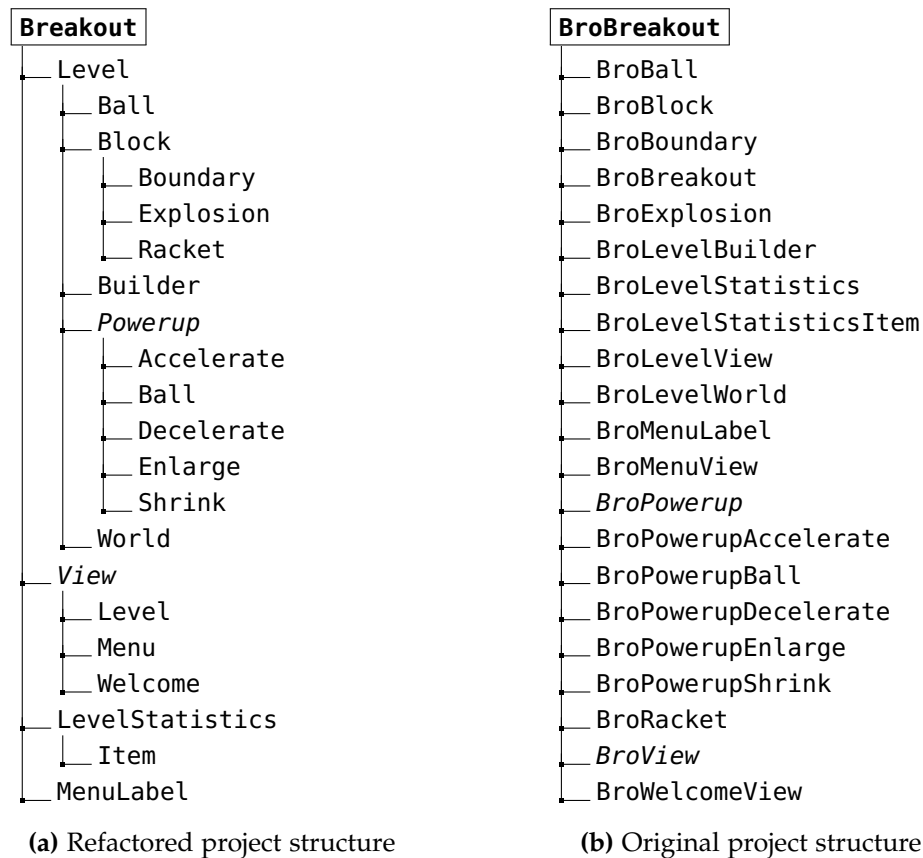 Breakout
Level
Ball
Block
Boundary
Explosion
Racket
Builder
Powerup
Accelerate
Ball
Decelerate
Enlarge
Shrink
World
View
Level
Menu
Welcome
LevelStatistics
Item
MenuLabel
(a) Refactored project structure
BroBreakout
BroBall
BroBlock
BroBoundary
BroBreakout
BroExplosion
BroLevelBuilder
BroLevelStatistics
BroLevelStatisticsItem
BroLevelView
BroLevelWorld
BroMenuLabel
BroMenuView
BroPowerup
BroPowerupAccelerate
BroPowerupBall
BroPowerupDecelerate
BroPowerupEnlarge
BroPowerupShrink
BroRacket
BroView
BroWelcomeView
(b) Original project structure